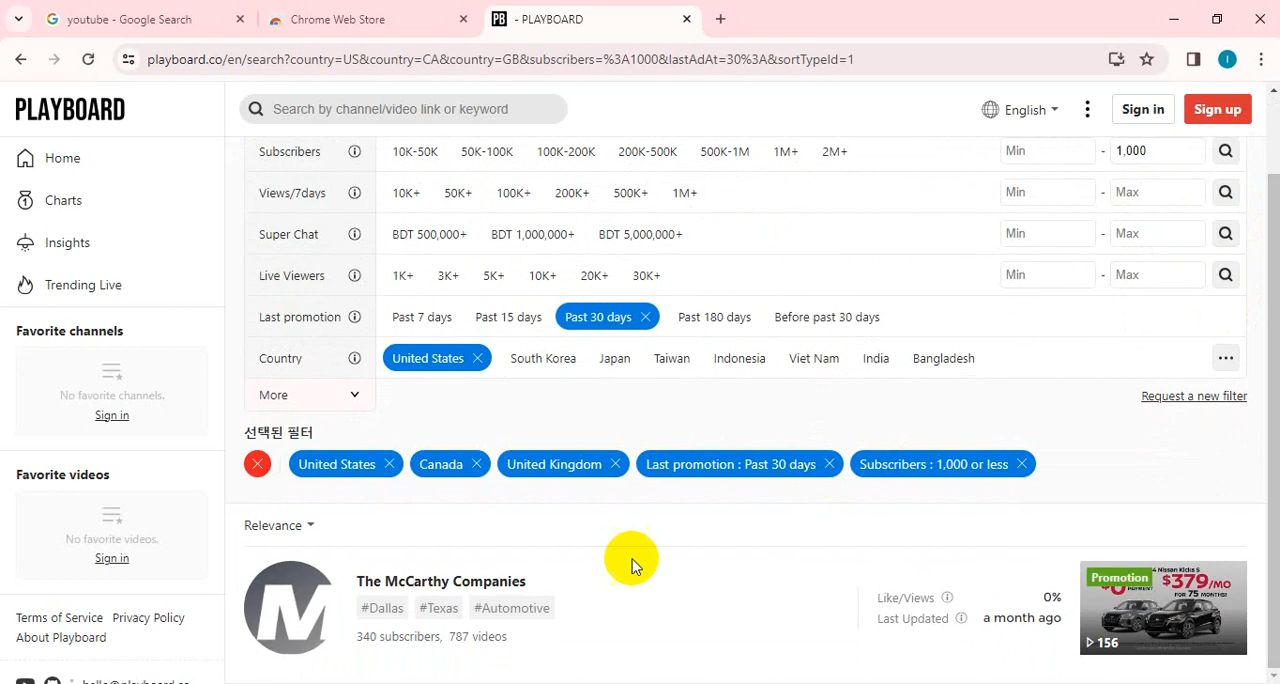 youtube - Google Search
Chrome Web Store
PB - PLAYBOARD
playboard.co/en/search?country=US&country=CA&country=GB&subscribers=%3A1000&lastAdAt=30%3A&sortTypeId=1
I
PLAYBOARD
Search by channel/video link or keyword
English
Sign in
Sign up
Home
Charts
Insights
Trending Live
Favorite channels
No favorite channels.
Sign in
Favorite videos
No favorite videos.
Sign in
Terms of Service Privacy Policy
About Playboard
Subscribers 10K-50K 50K-100K 100K-200K 200K-500K 500K-1M 1M+ 2M+ Min - 1,000
Views/7days 10K+ 50K+ 100K+ 200K+ 500K+ 1M+ Min - Max
Super Chat BDT 500,000+ BDT 1,000,000+ BDT 5,000,000+ Min - Max
Live Viewers 1K+ 3K+ 5K+ 10K+ 20K+ 30K+ Min - Max
Last promotion Past 7 days Past 15 days Past 30 days Past 180 days Before past 30 days
Country United States South Korea Japan Taiwan Indonesia Viet Nam India Bangladesh
More
Request a new filter
선택된 필터
United States Canada United Kingdom Last promotion : Past 30 days Subscribers : 1,000 or less
Relevance
The McCarthy Companies
#Dallas #Texas #Automotive
340 subscribers, 787 videos
Like/Views 0%
Last Updated a month ago
Promotion
$379/MO
FOR 75 MONTHS!
156